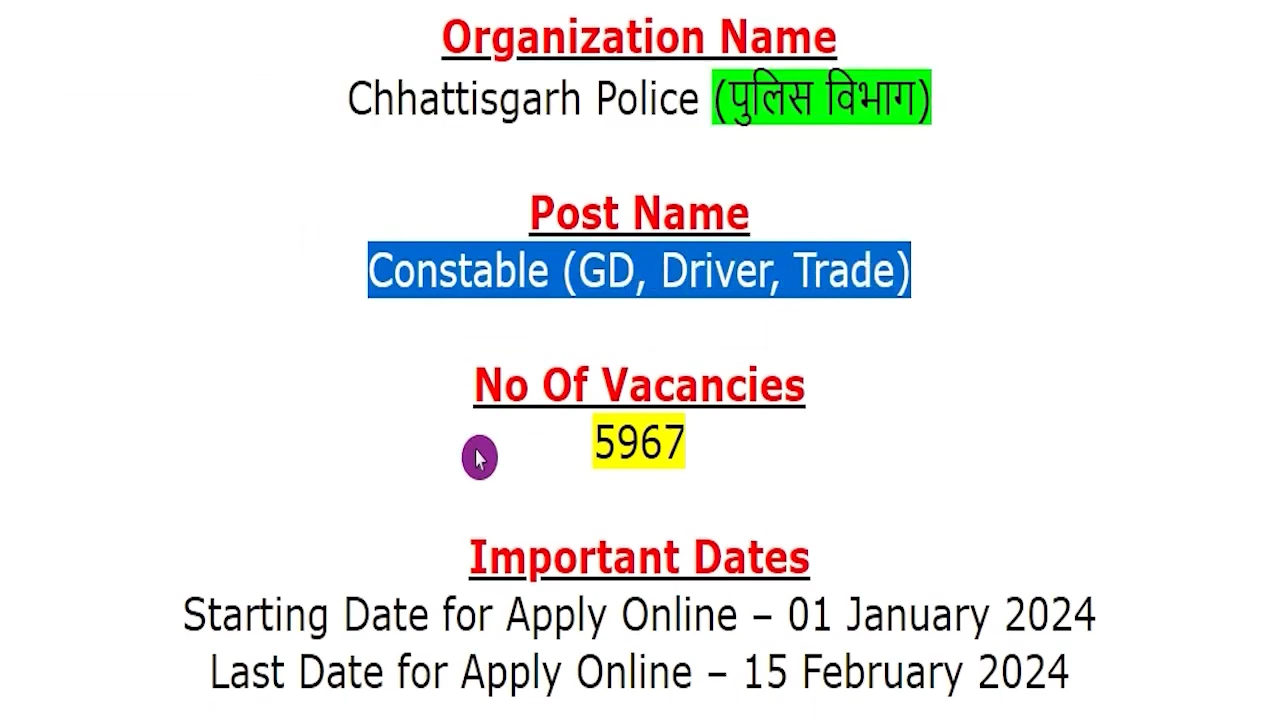 Organization Name
Chhattisgarh Police (पुलिस विभाग)
Post Name
Constable (GD, Driver, Trade)
No Of Vacancies
5967
Important Dates
Starting Date for Apply Online – 01 January 2024
Last Date for Apply Online – 15 February 2024